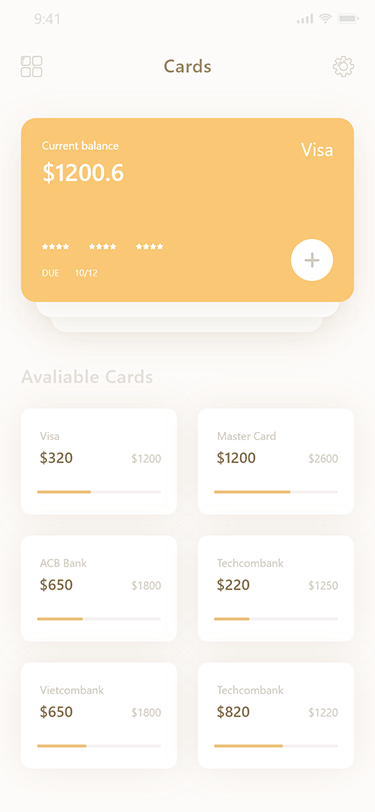 9:41
Cards
Current balance
Visa
$1200.6
**** **** ****
DUE 10/12
Avaliable Cards
Visa
$320 $1200
Master Card
$1200 $2600
ACB Bank
$650 $1800
Techcombank
$220 $1250
Vietcombank
$650 $1800
Techcombank
$820 $1220